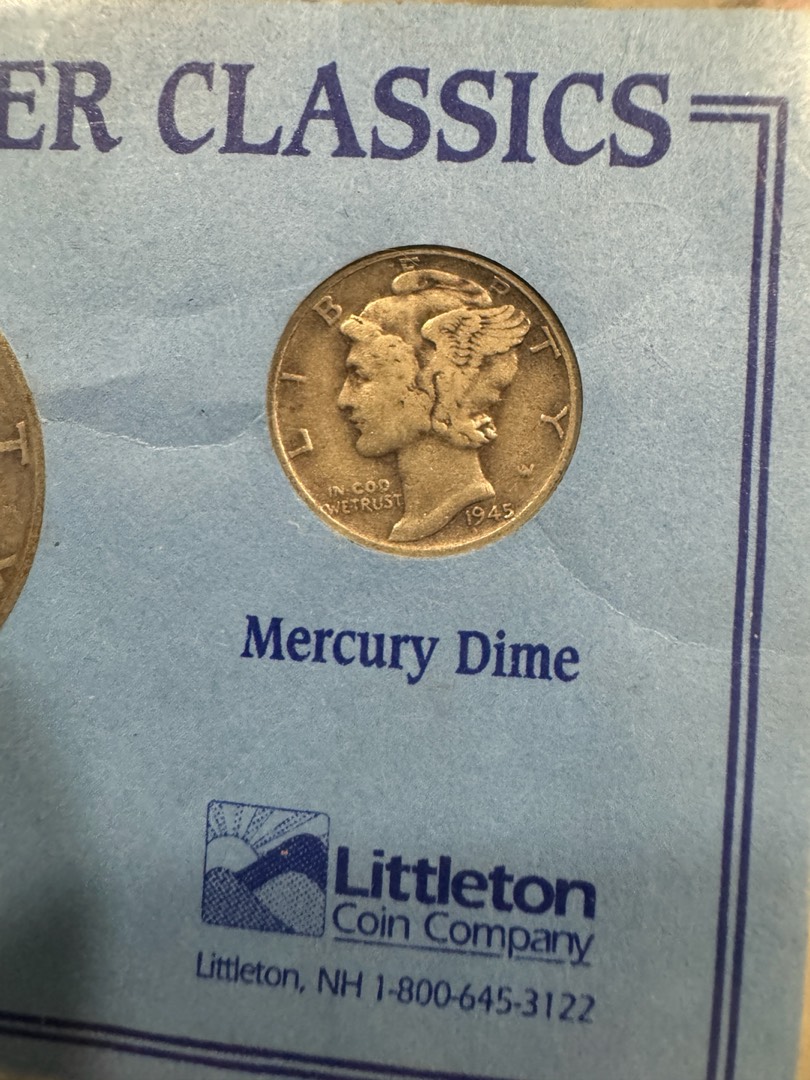 ER CLASSICS
LIBERTY
IN GOD
WE TRUST
1945
Mercury Dime
Littleton
Coin Company
Littleton, NH 1-800-645-3122